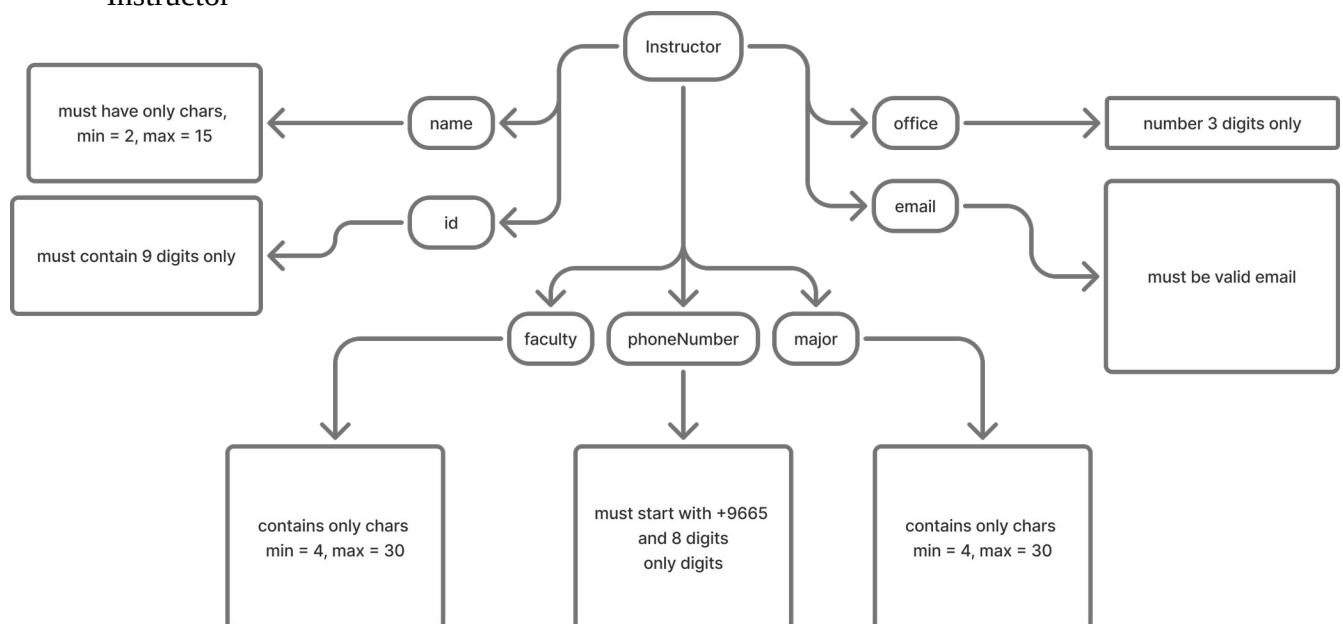 Instructor
Instructor
must have only chars,
min = 2, max = 15
name
office
number 3 digits only
id
email
must contain 9 digits only
must be valid email
faculty
phoneNumber
major
contains only chars
min = 4, max = 30
must start with +9665
and 8 digits
only digits
contains only chars
min = 4, max = 30